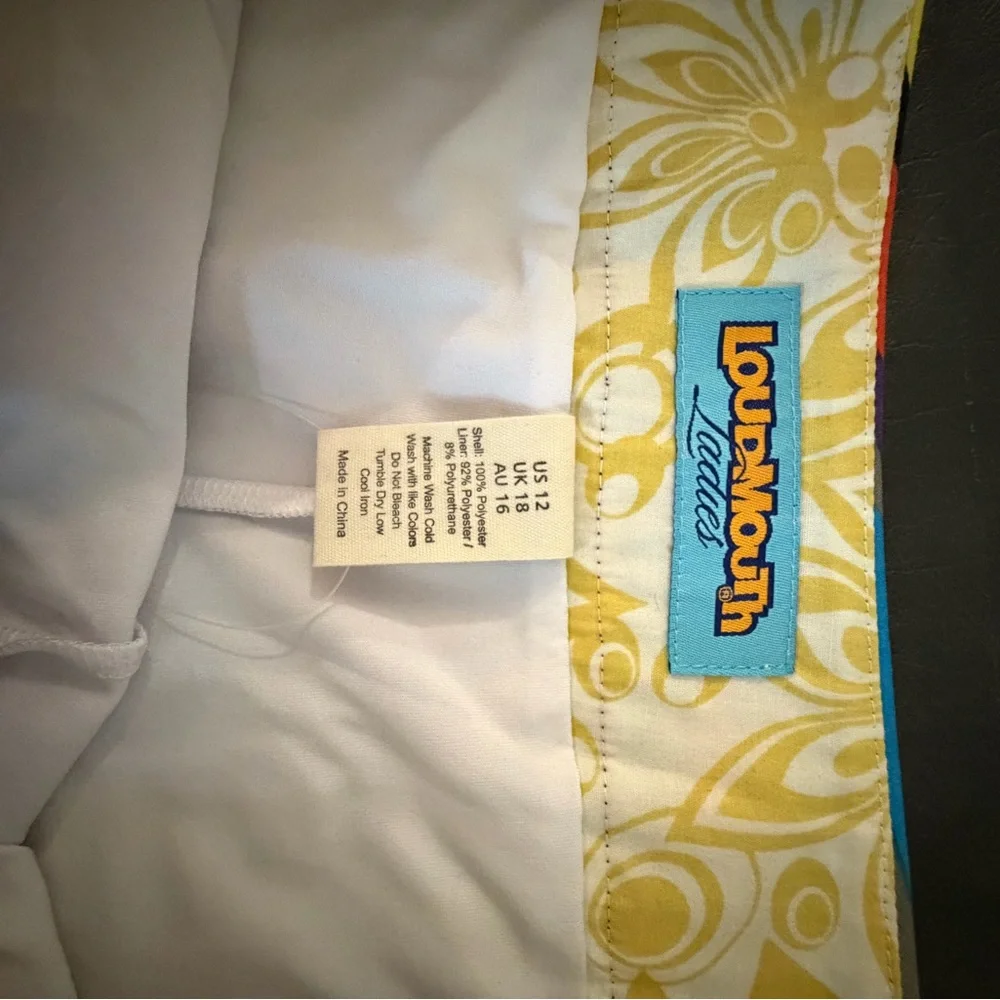 LOUDMOUTH®
Ladies
US 12
UK 18
AU 16
Shell: 100% Polyester
Liner: 92% Polyester /
8% Polyurethane
Machine Wash Cold
Wash with like Colors
Do Not Bleach
Tumble Dry Low
Cool Iron
Made in China